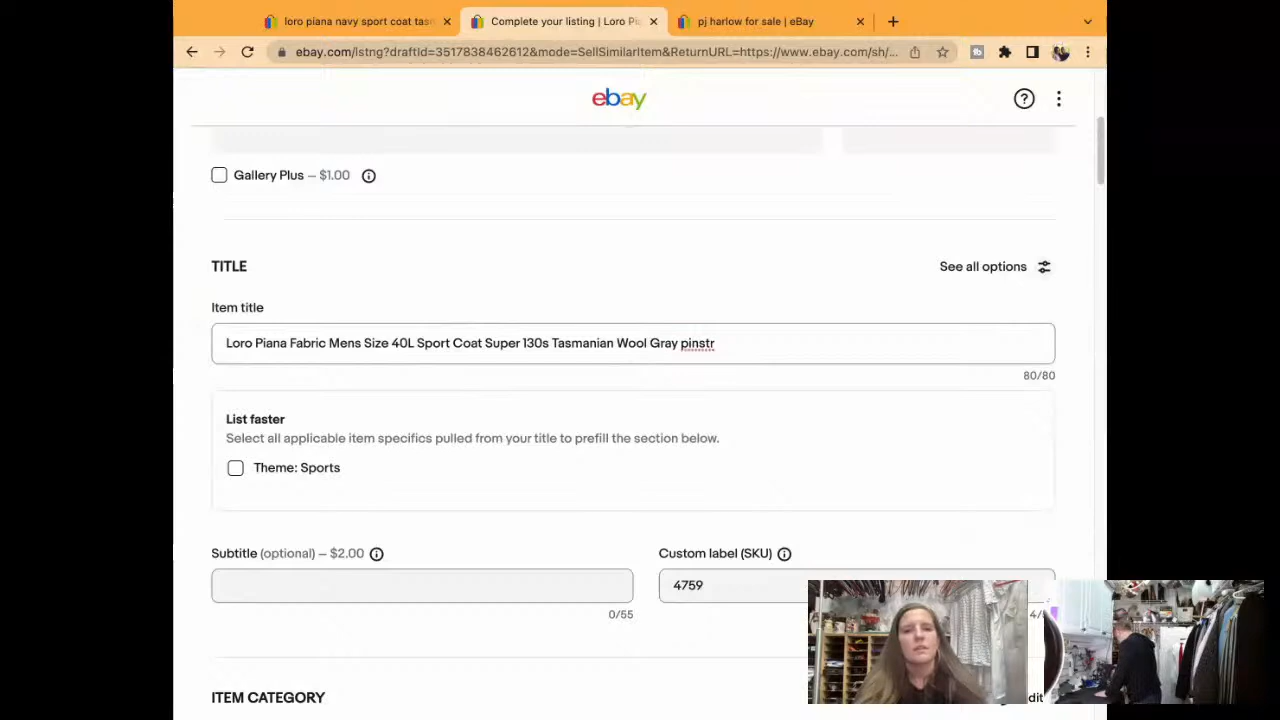 loro piana navy sport coat tasn
Complete your listing | Loro Pi
pj harlow for sale | eBay
ebay.com/lstng?draftId=3517838462612&mode=SellSimilarItem&ReturnURL=https://www.ebay.com/sh/...
ebay
Gallery Plus – $1.00
TITLE
See all options
Item title
Loro Piana Fabric Mens Size 40L Sport Coat Super 130s Tasmanian Wool Gray pinstr
80/80
List faster
Select all applicable item specifics pulled from your title to prefill the section below.
Theme: Sports
Subtitle (optional) – $2.00
Custom label (SKU)
4759
0/55
4/
ITEM CATEGORY
dit